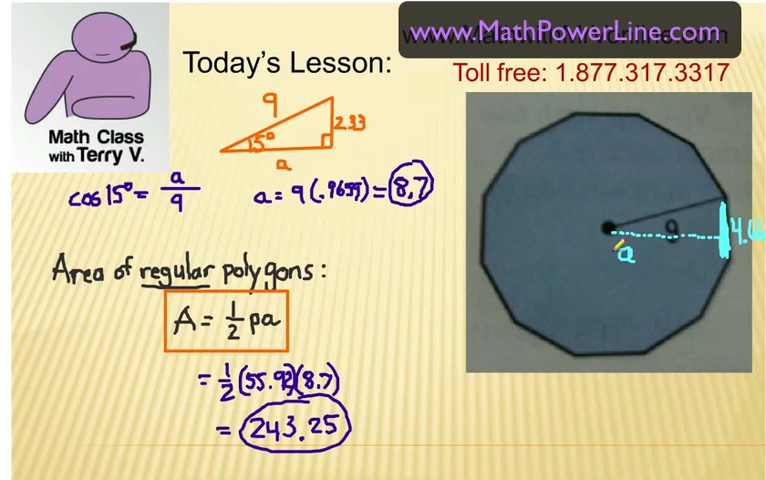 www.MathPowerLine.com
Today's Lesson:
Toll free: 1.877.317.3317
Math Class
with Terry V.
9
2.33
15°
a
cos 15° = a/9
a = 9(.9659) = 8.7
9
a
Area of regular polygons:
A = 1/2 pa
= 1/2 (55.92)(8.7)
= 243.25